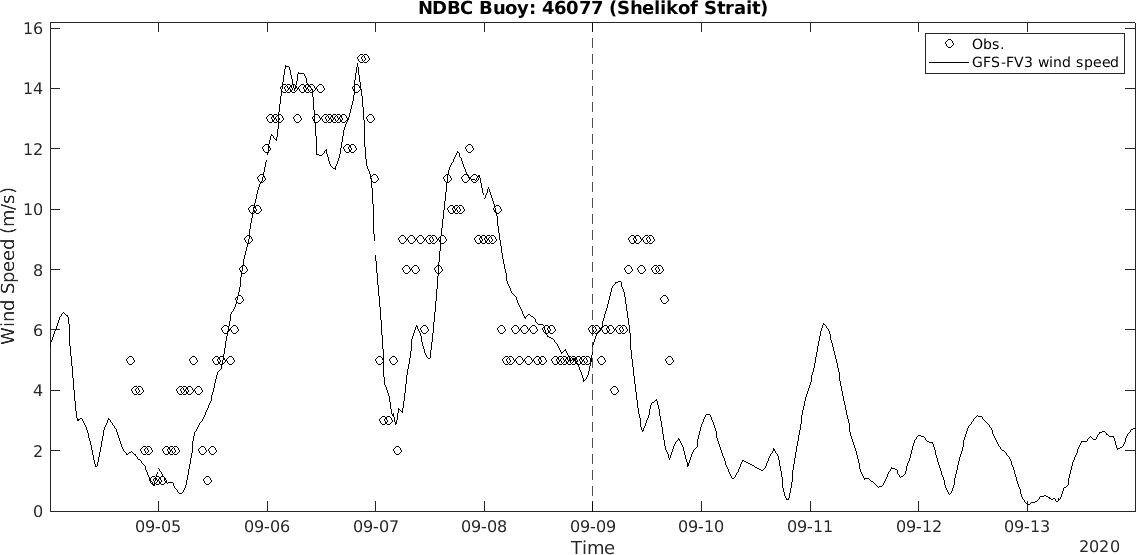 NDBC Buoy: 46077 (Shelikof Strait)
16
14
12
10
8
6
4
2
0
Wind Speed (m/s)
Obs.
GFS-FV3 wind speed
09-05 09-06 09-07 09-08 09-09 09-10 09-11 09-12 09-13
Time
2020